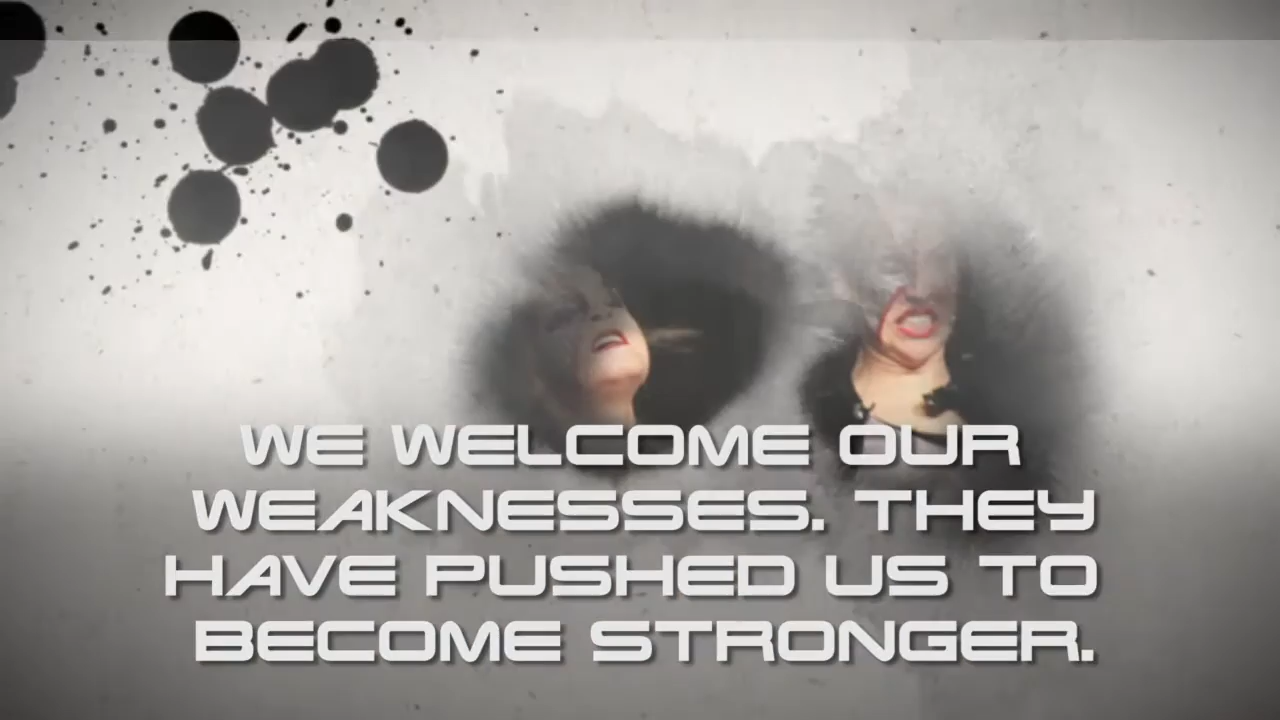 WE WELCOME OUR
WEAKNESSES. THEY
HAVE PUSHED US TO
BECOME STRONGER.